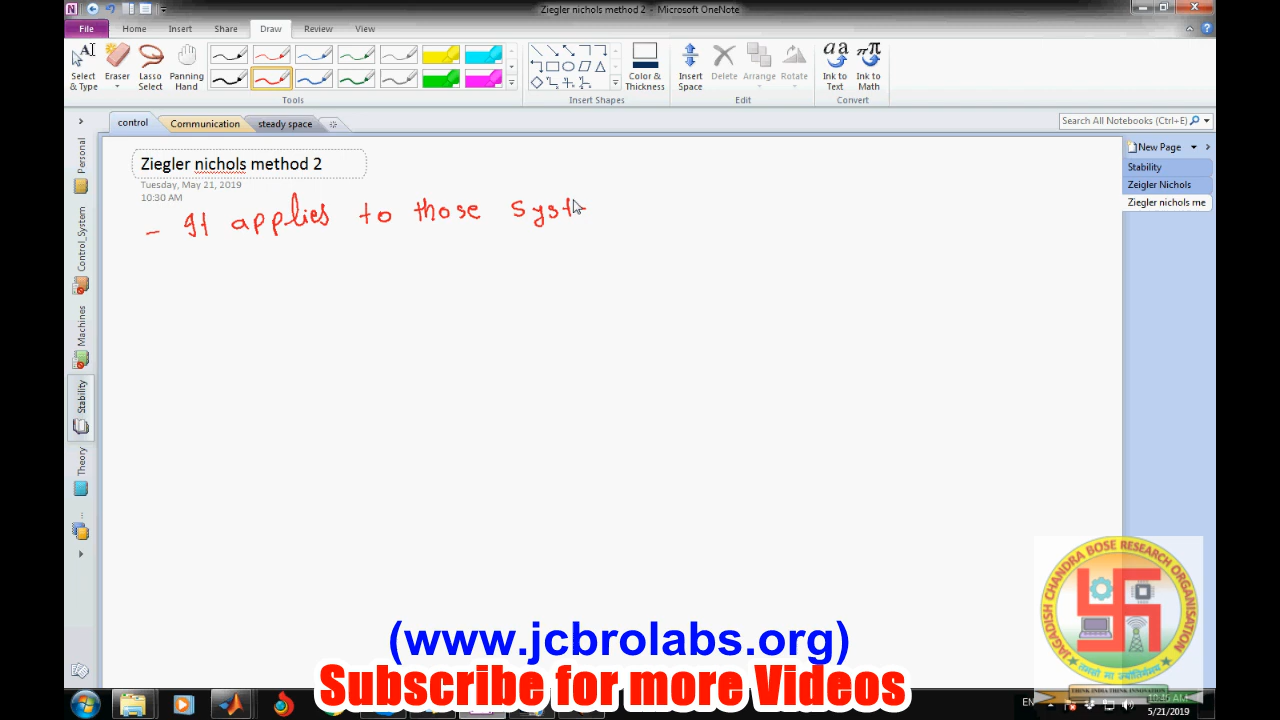 Ziegler nichols method 2 - Microsoft OneNote
File Home Insert Share Draw Review View
Select & Type Eraser Lasso Select Panning Hand Color & Thickness Insert Space Delete Arrange Rotate Ink to Text Ink to Math
Tools Insert Shapes Edit Convert
control Communication steady space Search All Notebooks (Ctrl+E)
Ziegler nichols method 2
Tuesday, May 21, 2019
10:30 AM
- It applies to those Syst
New Page
Stability
Zeigler Nichols
Ziegler nichols me
Personal
Control_System
Machines
Stability
Theory
JAGADISH CHANDRA BOSE RESEARCH ORGANISATION
THINK INDIA THINK INNOVATION
(www.jcbrolabs.org)
Subscribe for more Videos
EN
10:46 AM
5/21/2019